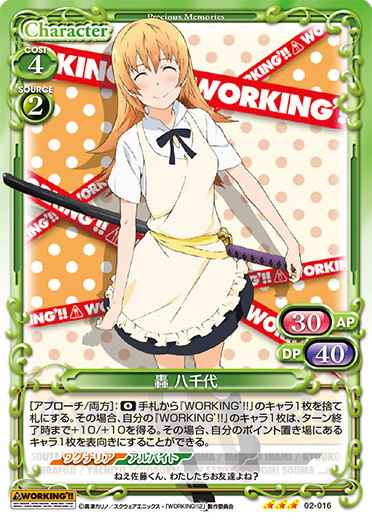 Precious Memories
Character
COST
4
SOURCE
2
WORKING'!!
WORKING'!!
WORKING'!!
30 AP
DP 40
轟 八千代
[アプローチ/両方]:手札から「WORKING'!!」のキャラ1枚を捨て
札にする。その場合、自分の「WORKING'!!」のキャラ1枚は、ターン終
了時まで+10/+10を得る。その場合、自分のポイント置き場にある
キャラ1枚を表向きにすることができる。
ワグナリア アルバイト
ねえ佐藤くん、わたしたちお友達よね?
WORKING'!!
©高津カリノ/スクウェアエニックス・「WORKING'!!2」製作委員会
★★★ 02-016